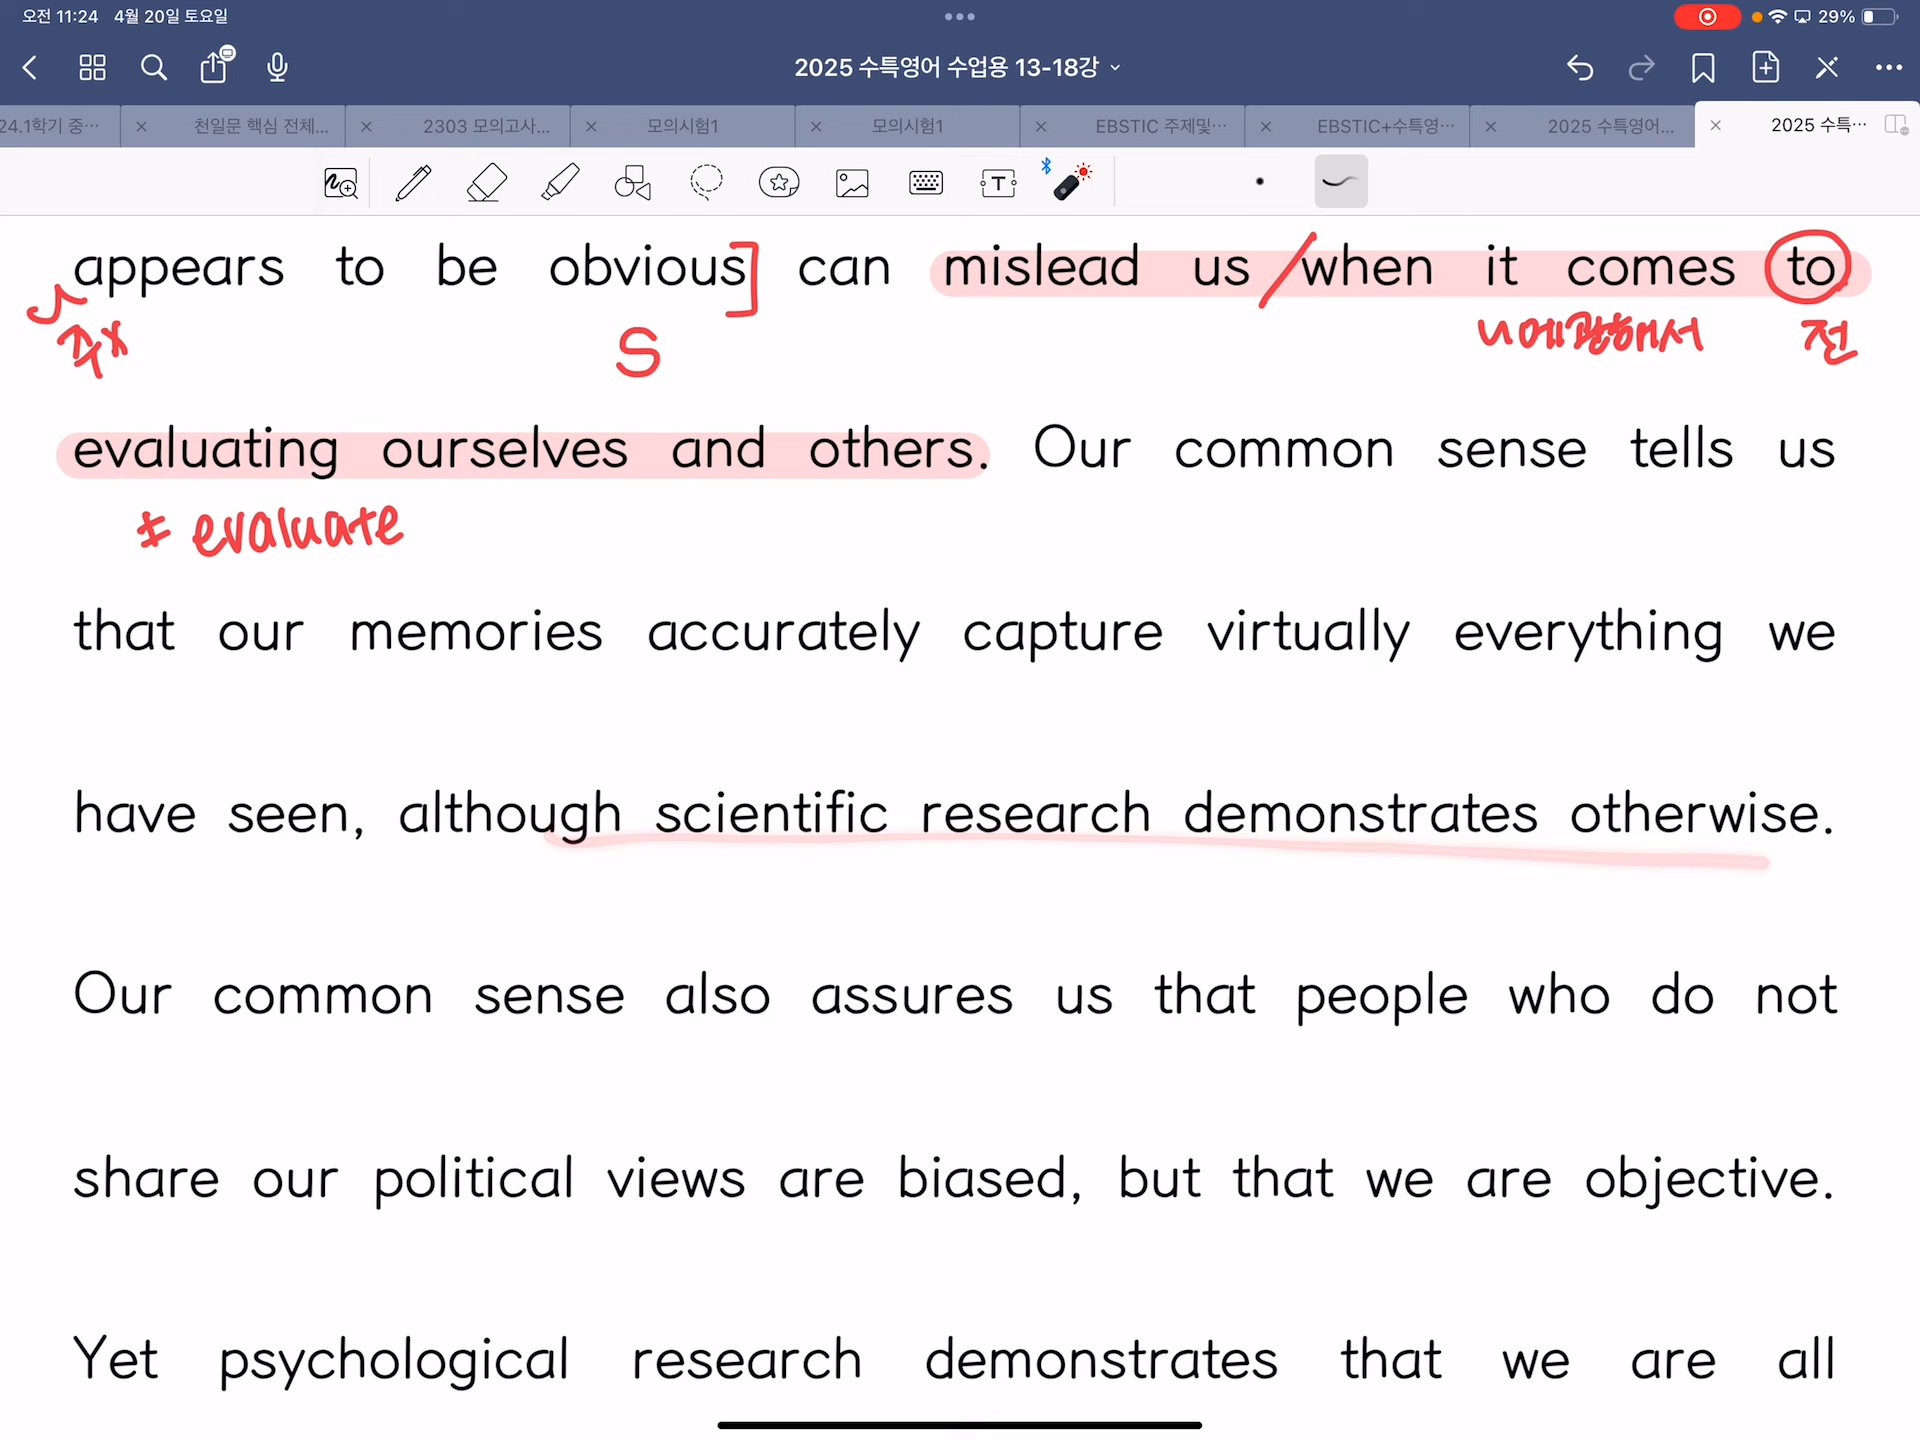 오전 11:24 4월 20일 토요일
29%
2025 수특영어 수업용 13-18강
24.1학기 중… 천일문 핵심 전체... 2303 모의고사... 모의시험1 모의시험1 EBSTIC 주제및… EBSTIC+수특영… 2025 수특영어... 2025 수특…
appears to be obvious] can mislead us / when it comes to
주x S 에관해서 전
evaluating ourselves and others. Our common sense tells us
≠ evaluate
that our memories accurately capture virtually everything we
have seen, although scientific research demonstrates otherwise.
Our common sense also assures us that people who do not
share our political views are biased, but that we are objective.
Yet psychological research demonstrates that we are all